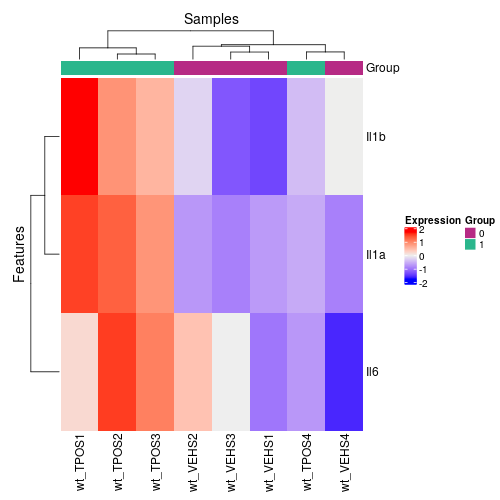 Samples
Group
Il1b
Il1a
Il6
Features
Expression
2
1
0
-1
-2
Group
0
1
wt_TPOS1
wt_TPOS2
wt_TPOS3
wt_VEHS2
wt_VEHS3
wt_VEHS1
wt_TPOS4
wt_VEHS4